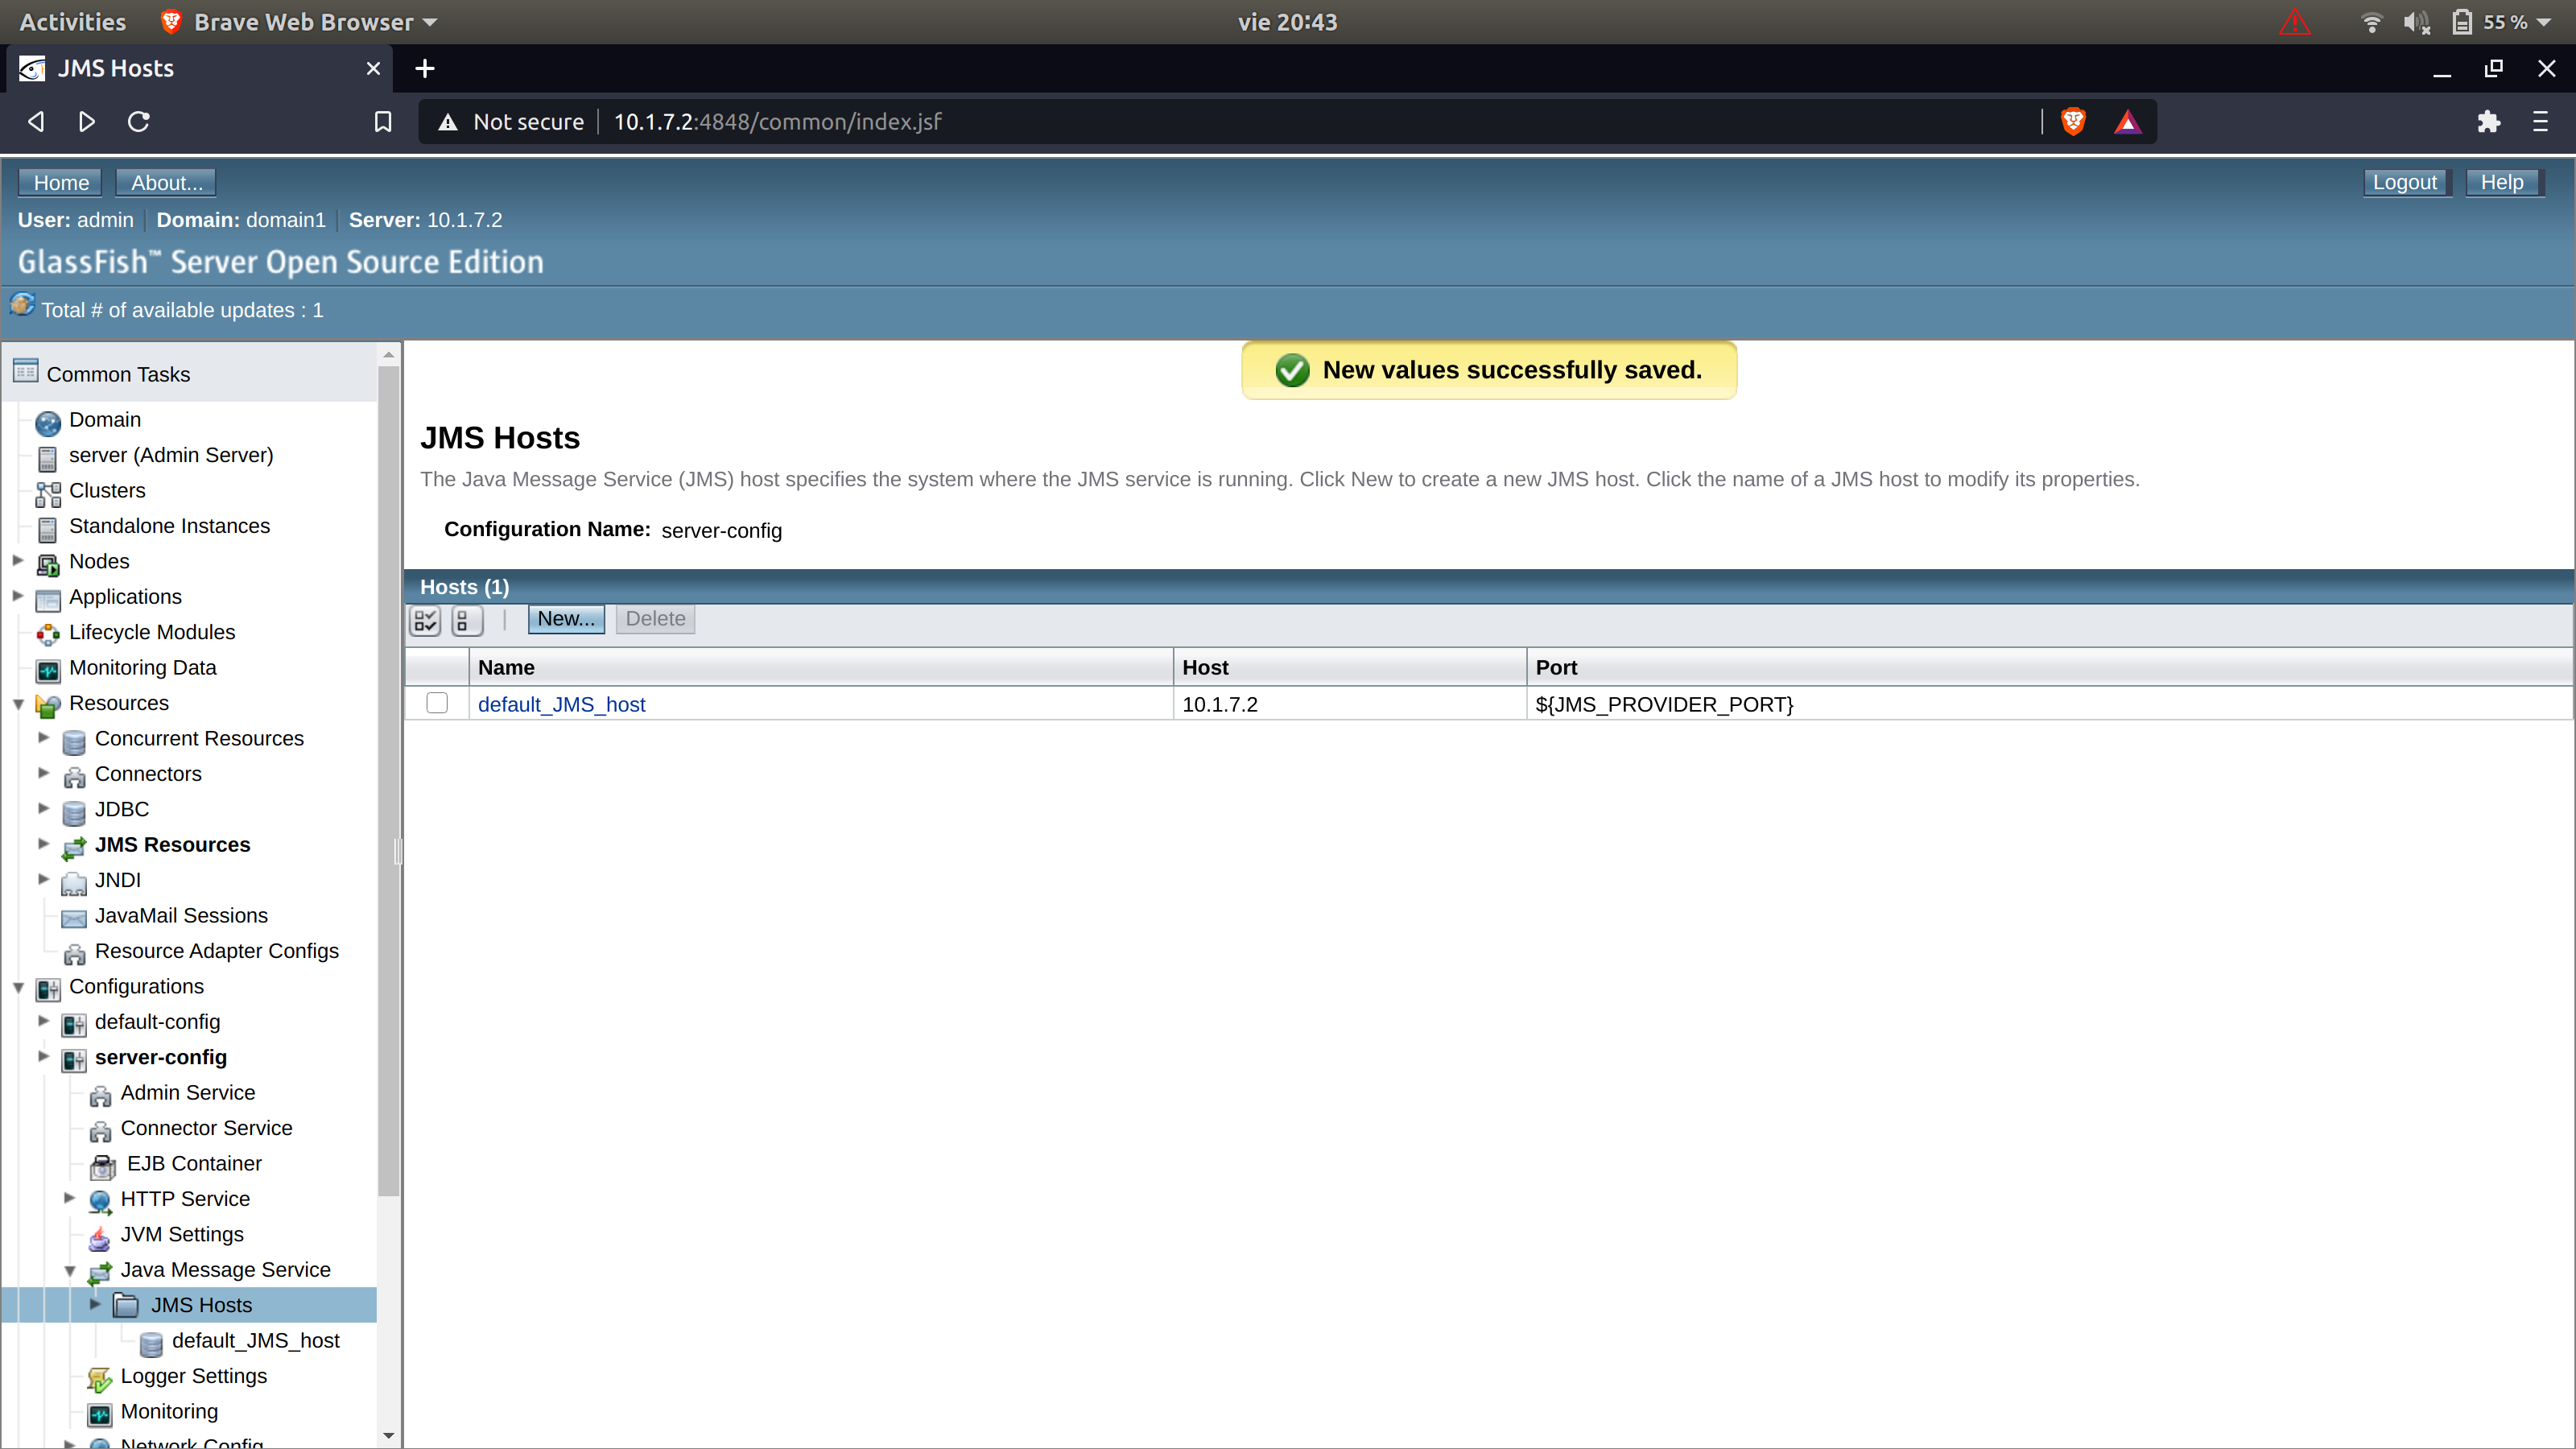 Activities Brave Web Browser vie 20:43 55 %
JMS Hosts
Not secure 10.1.7.2:4848/common/index.jsf
Home About... Logout Help
User: admin Domain: domain1 Server: 10.1.7.2
GlassFish™ Server Open Source Edition
Total # of available updates : 1
Common Tasks
Domain
server (Admin Server)
Clusters
Standalone Instances
Nodes
Applications
Lifecycle Modules
Monitoring Data
Resources
Concurrent Resources
Connectors
JDBC
JMS Resources
JNDI
JavaMail Sessions
Resource Adapter Configs
Configurations
default-config
server-config
Admin Service
Connector Service
EJB Container
HTTP Service
JVM Settings
Java Message Service
JMS Hosts
default_JMS_host
Logger Settings
Monitoring
Network Config
New values successfully saved.
JMS Hosts
The Java Message Service (JMS) host specifies the system where the JMS service is running. Click New to create a new JMS host. Click the name of a JMS host to modify its properties.
Configuration Name: server-config
Hosts (1)
New... Delete
Name Host Port
default_JMS_host 10.1.7.2 ${JMS_PROVIDER_PORT}